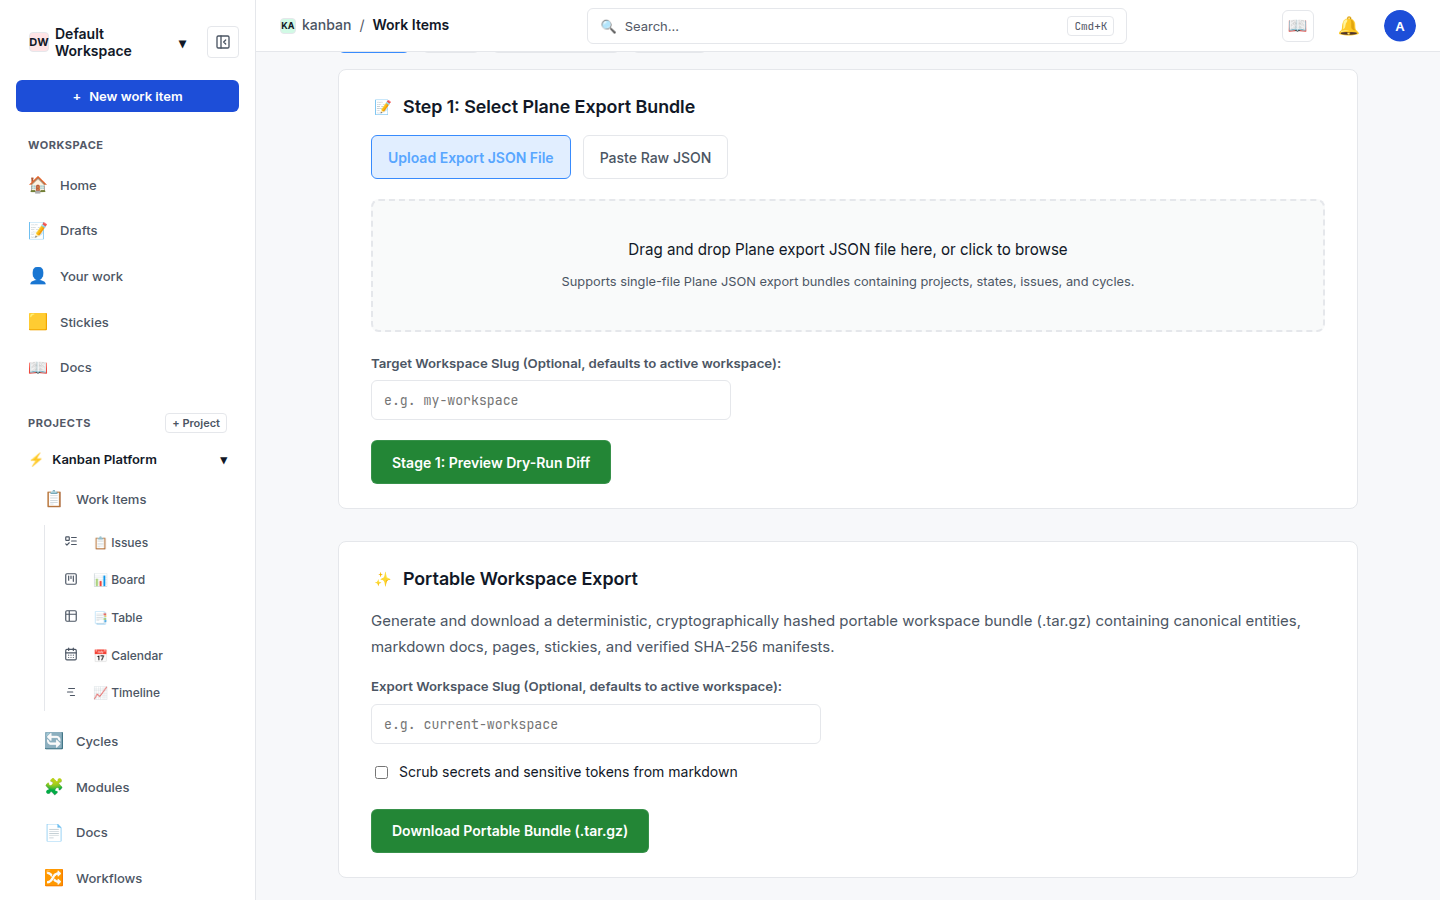 DW Default Workspace ▼
+ New work item
WORKSPACE
Home
Drafts
Your work
Stickies
Docs
PROJECTS
+ Project
Kanban Platform ▼
Work Items
Issues
Board
Table
Calendar
Timeline
Cycles
Modules
Docs
Workflows
KA kanban / Work Items
Search...
Cmd+K
A
Step 1: Select Plane Export Bundle
Upload Export JSON File
Paste Raw JSON
Drag and drop Plane export JSON file here, or click to browse
Supports single-file Plane JSON export bundles containing projects, states, issues, and cycles.
Target Workspace Slug (Optional, defaults to active workspace):
e.g. my-workspace
Stage 1: Preview Dry-Run Diff
Portable Workspace Export
Generate and download a deterministic, cryptographically hashed portable workspace bundle (.tar.gz) containing canonical entities,
markdown docs, pages, stickies, and verified SHA-256 manifests.
Export Workspace Slug (Optional, defaults to active workspace):
e.g. current-workspace
Scrub secrets and sensitive tokens from markdown
Download Portable Bundle (.tar.gz)